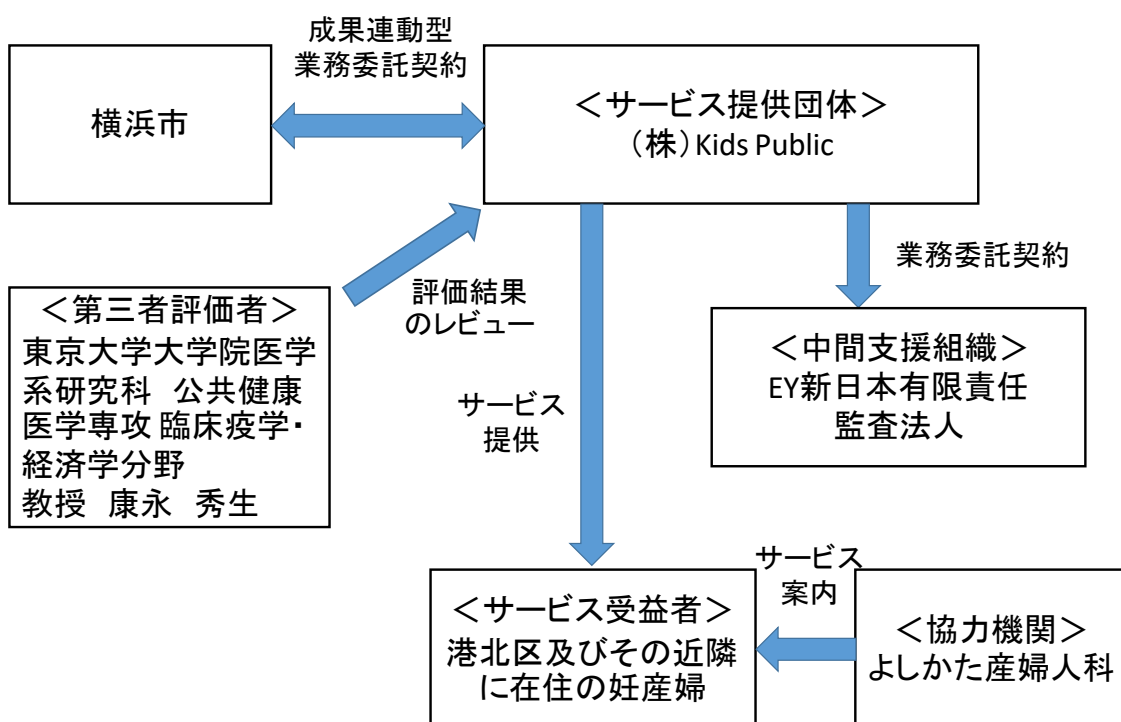 成果連動型
業務委託契約
横浜市
＜サービス提供団体＞
（株）Kids Public
業務委託契約
＜第三者評価者＞
東京大学大学院医学
系研究科　公共健康
医学専攻 臨床疫学・
経済学分野
教授　康永　秀生
評価結果
のレビュー
サービス
提供
＜中間支援組織＞
EY新日本有限責任
監査法人
＜サービス受益者＞
港北区及びその近隣
に在住の妊産婦
サービス
案内
＜協力機関＞
よしかた産婦人科